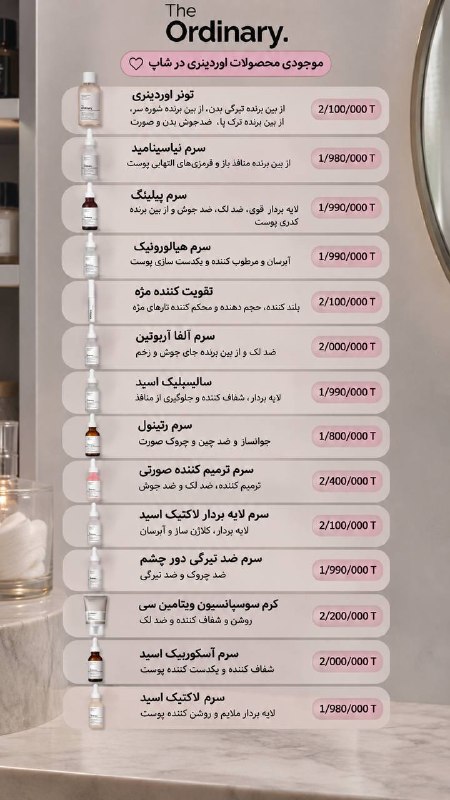 The
Ordinary.
موجودی محصولات اوردینری در شاپ ♡
تونر اوردینری
از بین برنده تیرگی بدن، از بین برنده شوره سر،
از بین برنده ترک پا، ضدجوش بدن و صورت
2/100/000 T
سرم نیاسینامید
از بین برنده منافذ باز و قرمزی‌های التهابی پوست
1/980/000 T
سرم پیلینگ
لایه بردار قوی، ضد لک، ضد جوش و از بین برنده
کدری پوست
1/990/000 T
سرم هیالورونیک
آبرسان و مرطوب کننده و یکدست سازی پوست
1/990/000 T
تقویت کننده مژه
بلند کننده، حجم دهنده و محکم کننده تارهای مژه
2/100/000 T
سرم آلفا آربوتین
ضد لک و از بین برنده جای جوش و زخم
2/000/000 T
سالیسیلیک اسید
لایه بردار، شفاف کننده و جلوگیری از منافذ
1/990/000 T
سرم رتینول
جوانساز و ضد چین و چروک صورت
1/800/000 T
سرم ترمیم کننده صورتی
ترمیم کننده، ضد لک و ضد جوش
2/400/000 T
سرم لایه بردار لاکتیک اسید
لایه بردار، کلاژن ساز و آبرسان
2/100/000 T
سرم ضد تیرگی دور چشم
ضد چروک و ضد تیرگی
1/990/000 T
کرم سوسپانسیون ویتامین سی
روشن و شفاف کننده و ضد لک
2/200/000 T
سرم آسکوربیک اسید
شفاف کننده و یکدست کننده پوست
2/000/000 T
سرم لاکتیک اسید
لایه بردار ملایم و روشن کننده پوست
1/980/000 T